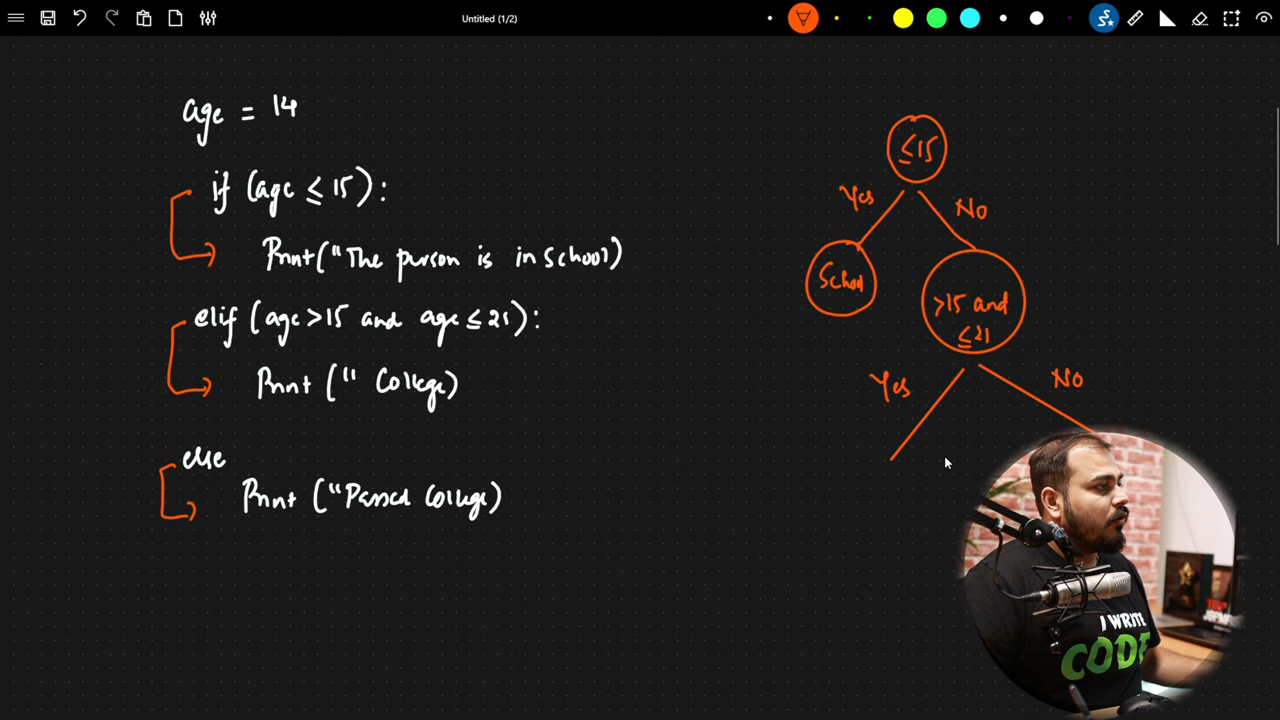 Untitled (1/2)
age = 14
if (age ≤ 15):
Print("The person is in School)
elif (age >15 and age ≤ 21):
Print (" College)
else
Print ("Passed College)
≤15
Yes
No
School
>15 and
≤21
Yes
No
I WRITE
CODE